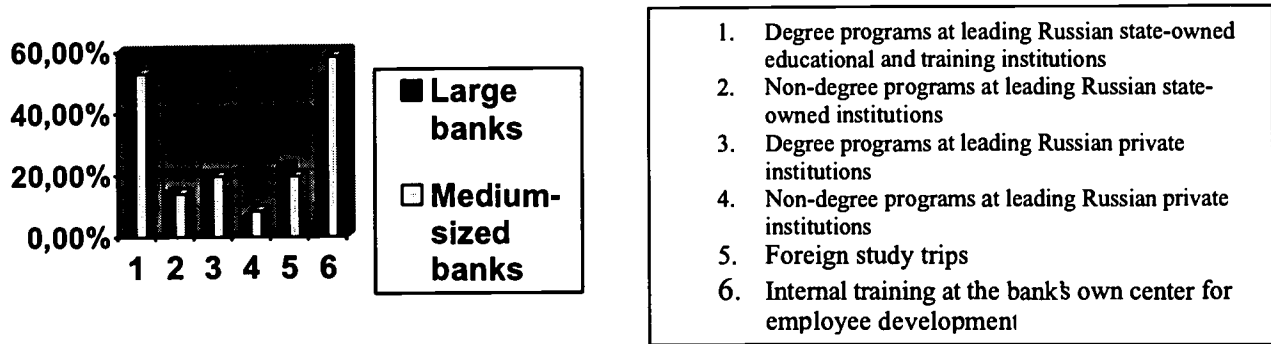 60,00%
40,00%
20,00%
0,00%
1 2 3 4 5 6
Large
banks
Medium-
sized
banks
1. Degree programs at leading Russian state-owned
educational and training institutions
2. Non-degree programs at leading Russian state-
owned institutions
3. Degree programs at leading Russian private
institutions
4. Non-degree programs at leading Russian private
institutions
5. Foreign study trips
6. Internal training at the bank's own center for
employee development